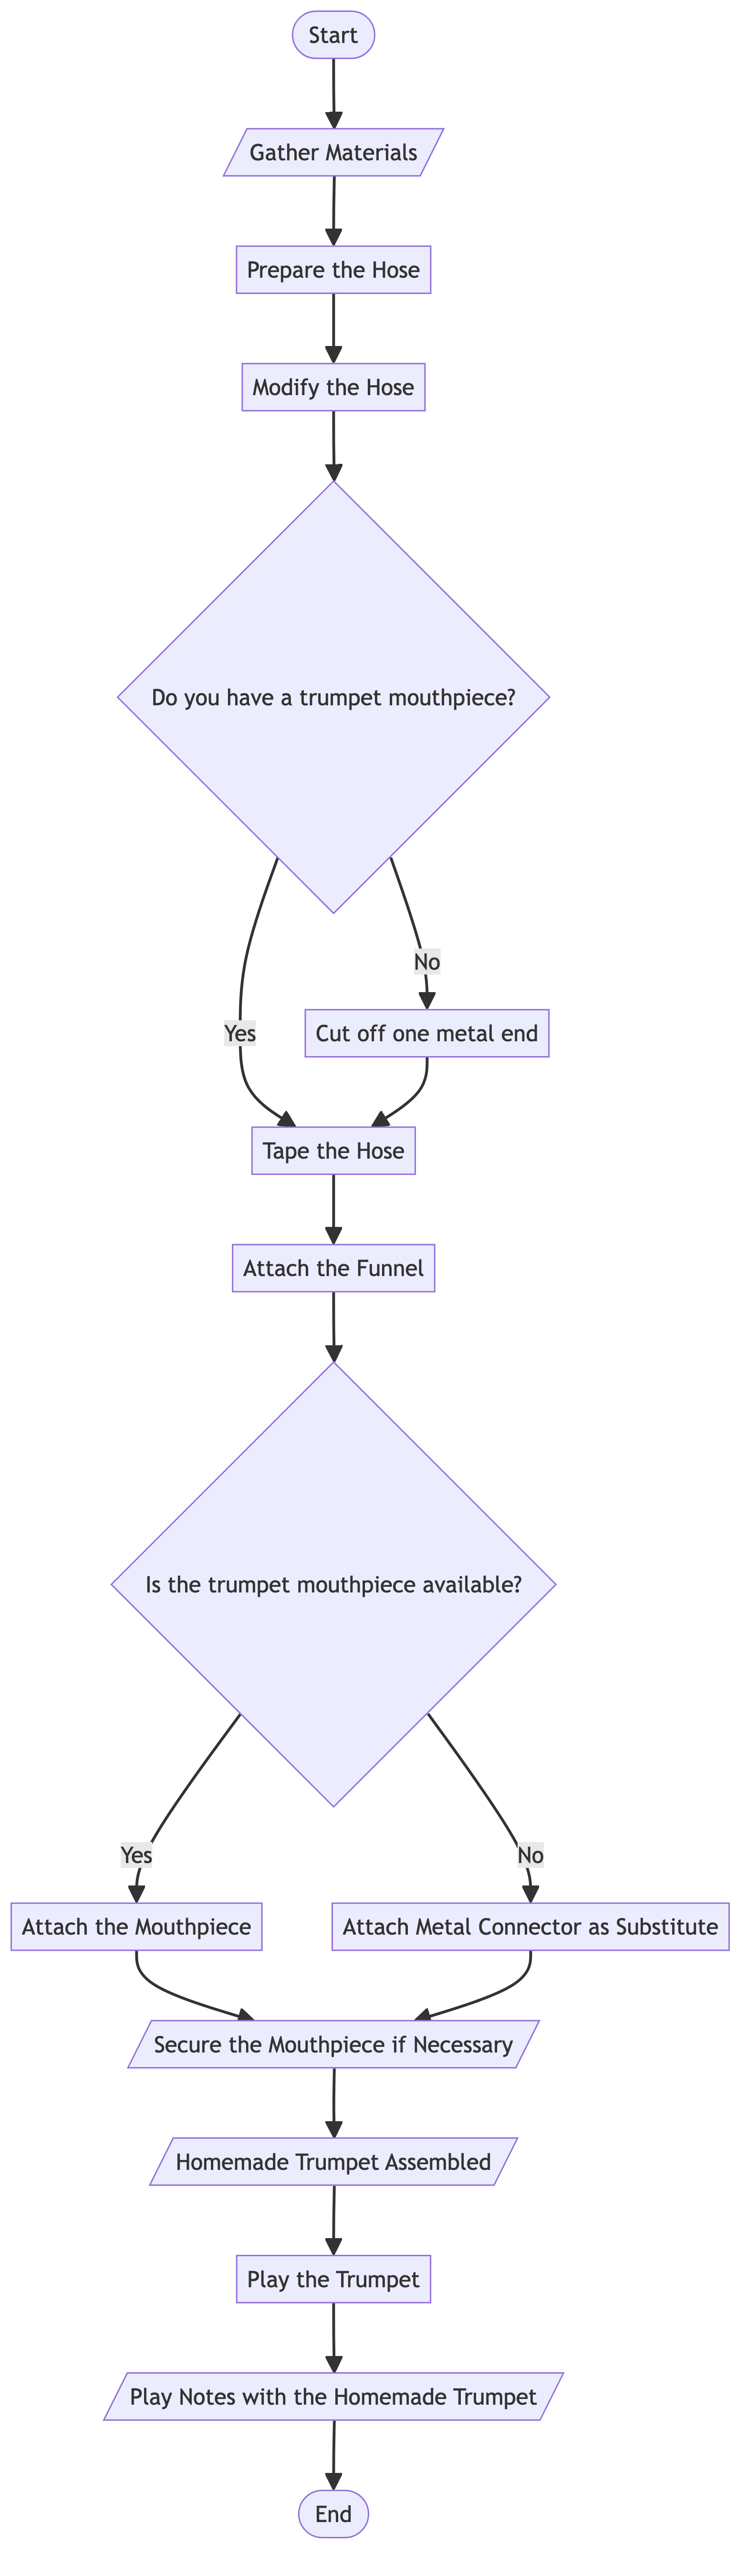 Start
Gather Materials
Prepare the Hose
Modify the Hose
Do you have a trumpet mouthpiece?
No
Yes
Cut off one metal end
Tape the Hose
Attach the Funnel
Is the trumpet mouthpiece available?
Yes
No
Attach the Mouthpiece
Attach Metal Connector as Substitute
Secure the Mouthpiece if Necessary
Homemade Trumpet Assembled
Play the Trumpet
Play Notes with the Homemade Trumpet
End